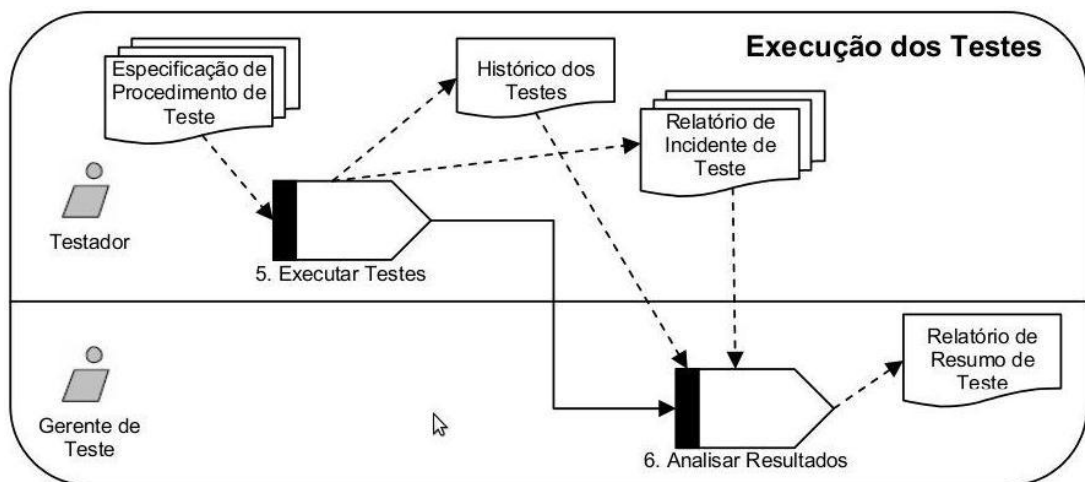 Execução dos Testes
Especificação de
Procedimento de
Teste
Histórico dos
Testes
Relatório de
Incidente de
Teste
Testador
5. Executar Testes
Relatório de
Resumo de
Teste
Gerente de
Teste
6. Analisar Resultados